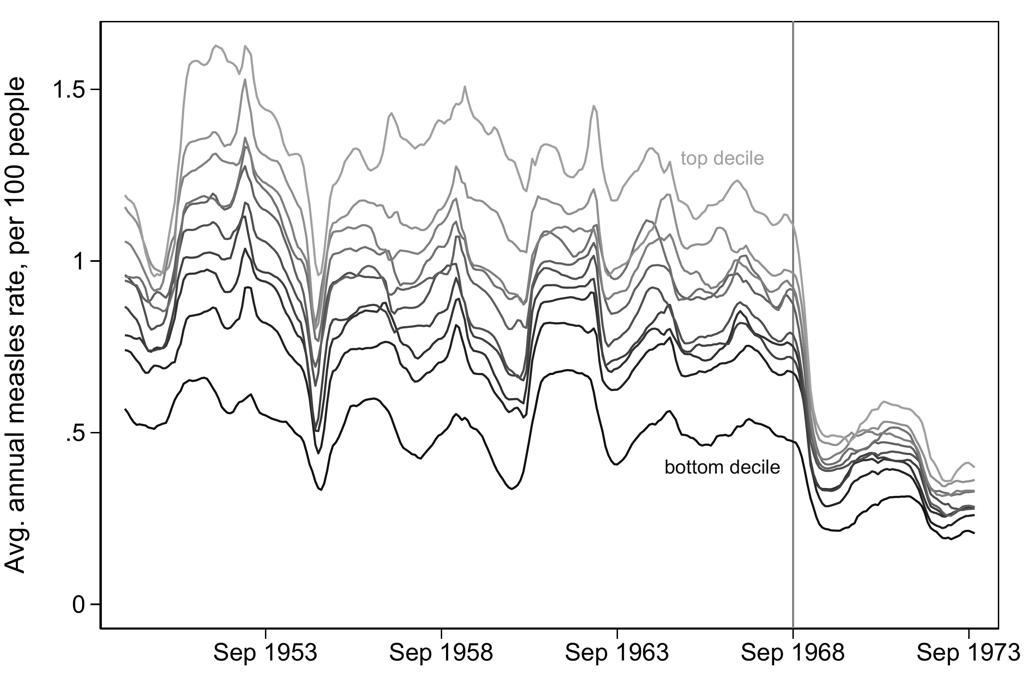 Avg. annual measles rate, per 100 people
1.5
1
.5
0
top decile
bottom decile
Sep 1953
Sep 1958
Sep 1963
Sep 1968
Sep 1973